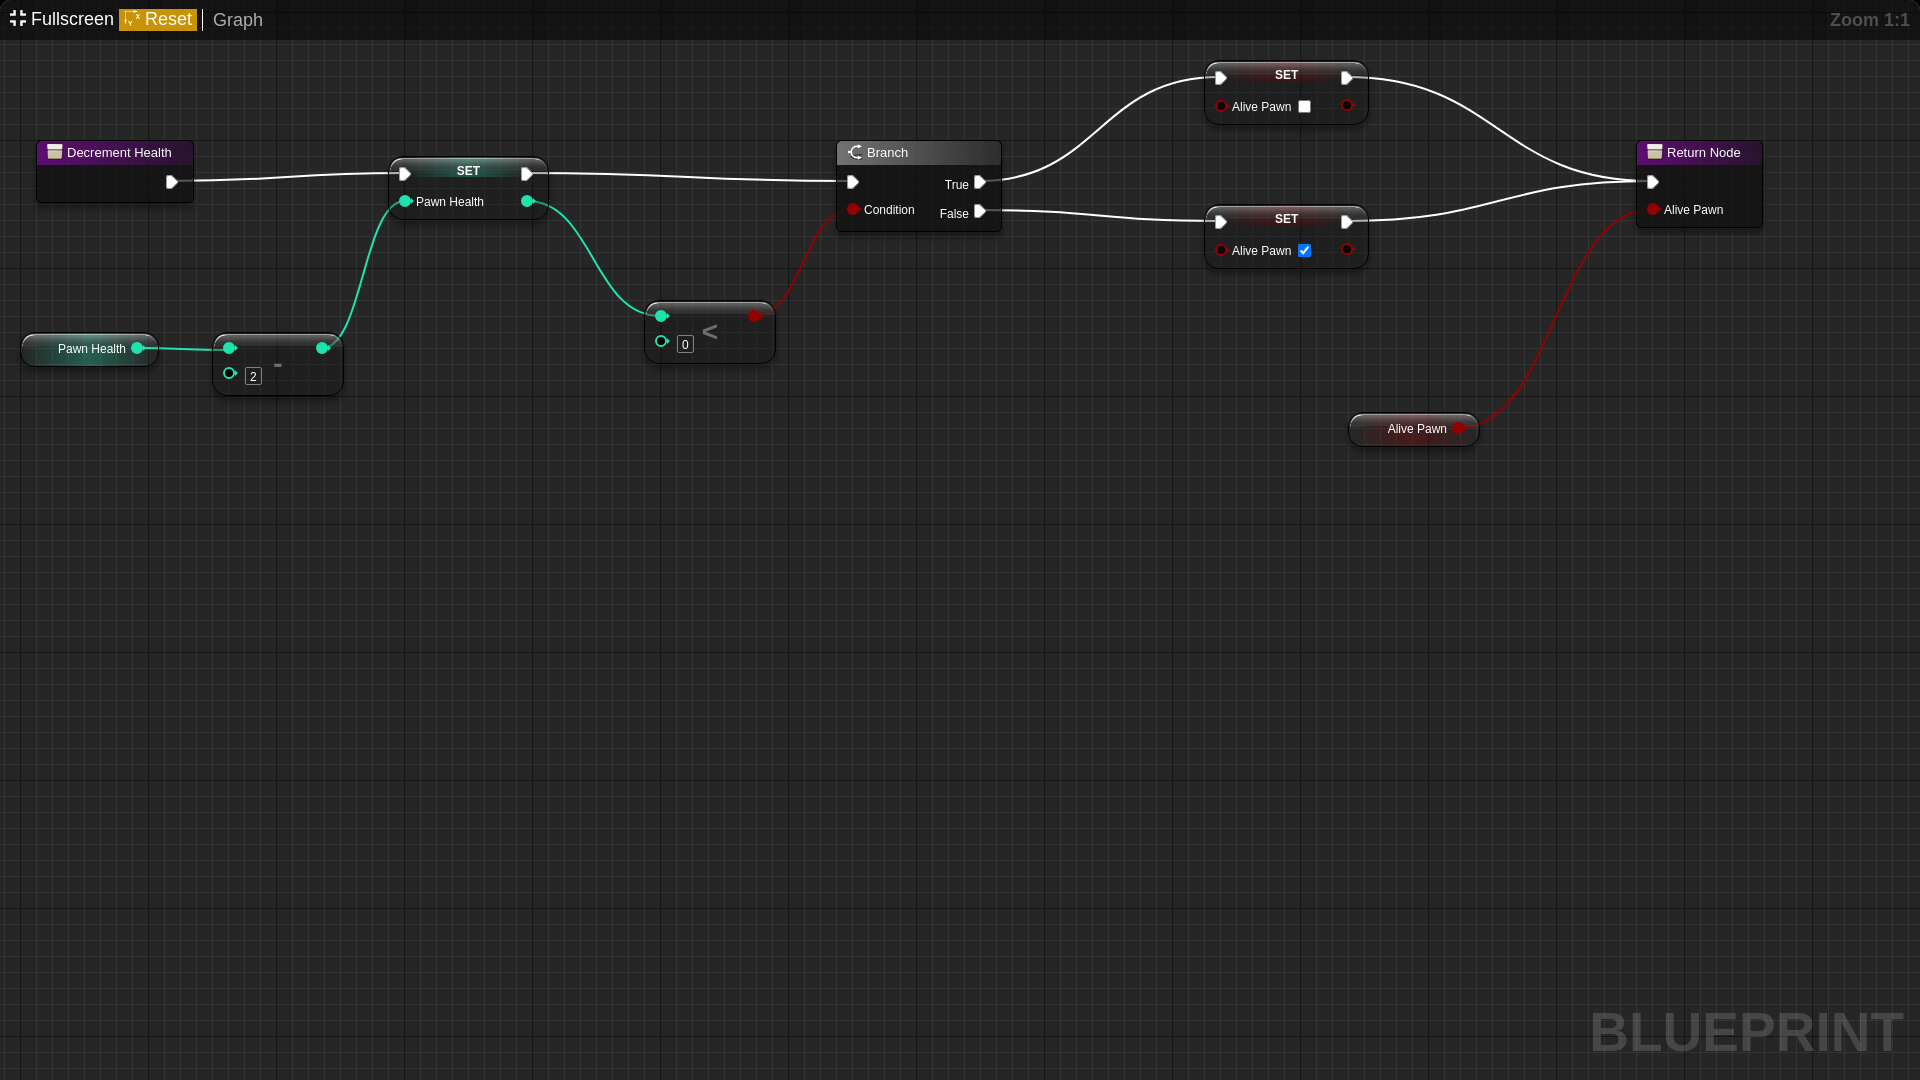 Fullscreen Reset Graph
Zoom 1:1
SET
Alive Pawn
Decrement Health
SET
Pawn Health
Branch
True
Condition
False
SET
Alive Pawn
Return Node
Alive Pawn
Pawn Health
-
2
<
0
Alive Pawn
BLUEPRINT